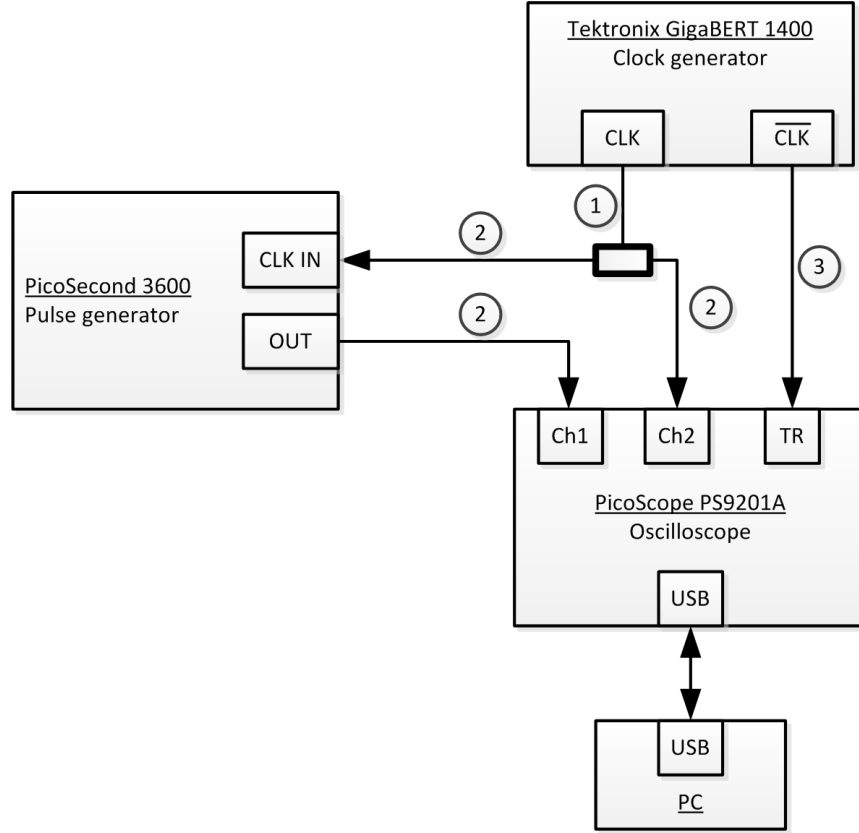 Tektronix GigaBERT 1400
Clock generator
CLK
C̅L̅K̅
1
2
CLK IN
3
PicoSecond 3600
Pulse generator
2
2
OUT
Ch1
Ch2
TR
PicoScope PS9201A
Oscilloscope
USB
USB
PC